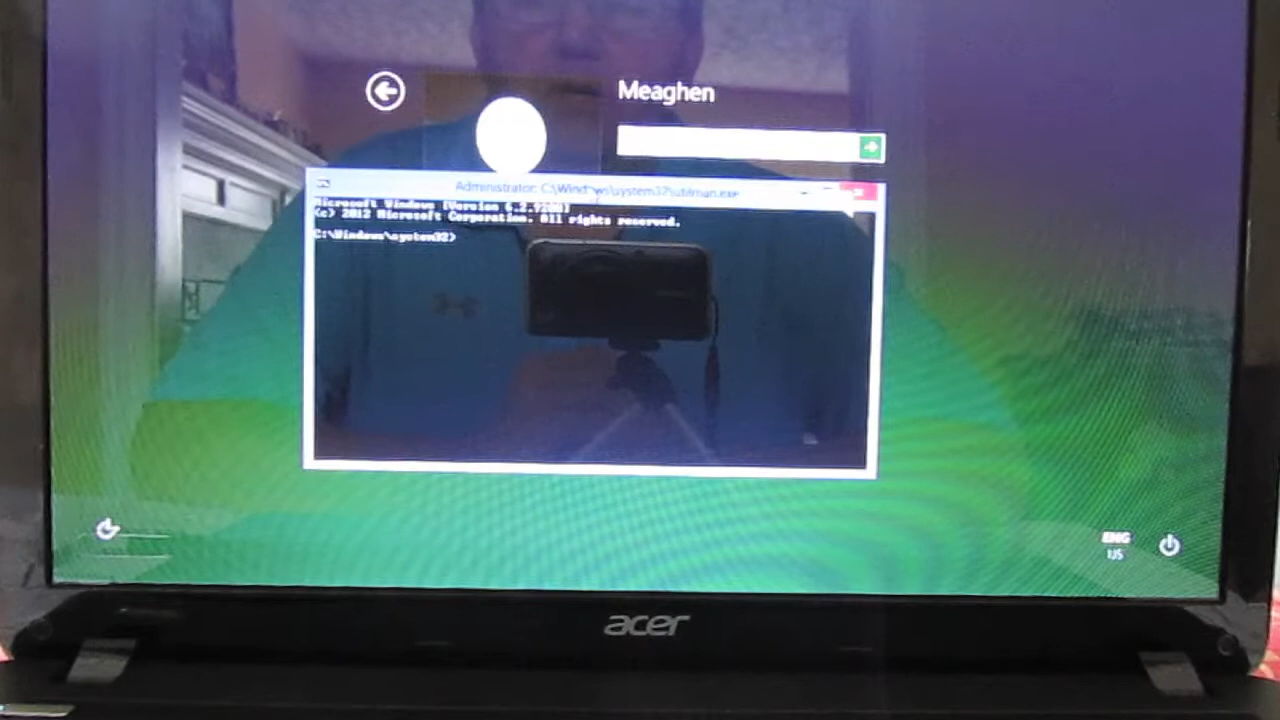 Meaghen
Administrator: C:\Windows\system32\utilman.exe
Microsoft Windows [Version 6.2.9200]
(c) 2012 Microsoft Corporation. All rights reserved.
C:\Windows\system32>
ENG
US
acer